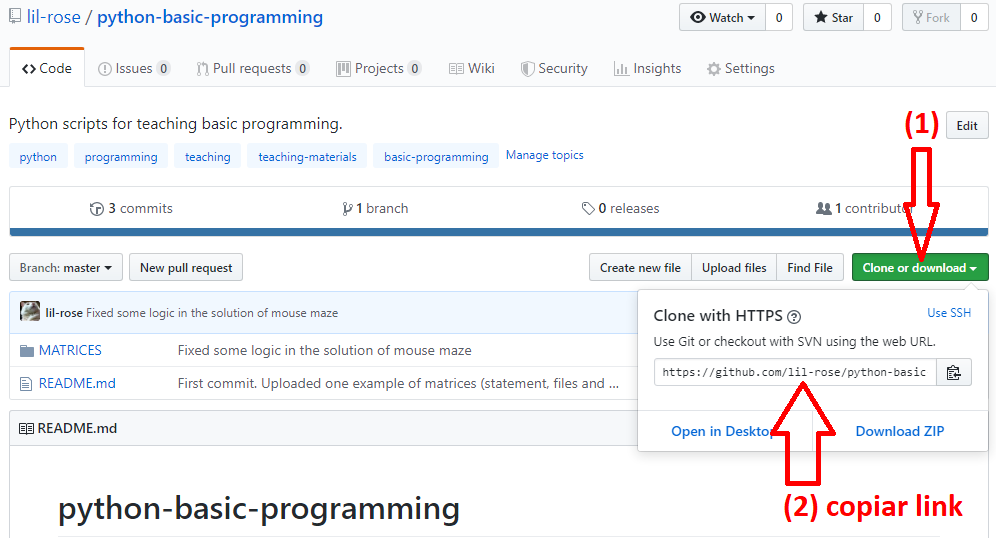 lil-rose / python-basic-programming
Watch 0 Star 0 Fork 0
Code Issues 0 Pull requests 0 Projects 0 Wiki Security Insights Settings
(1)
Python scripts for teaching basic programming. Edit
python programming teaching teaching-materials basic-programming Manage topics
3 commits 1 branch 0 releases 1 contributor
Branch: master New pull request Create new file Upload files Find File Clone or download
lil-rose Fixed some logic in the solution of mouse maze
Clone with HTTPS Use SSH
Use Git or checkout with SVN using the web URL.
MATRICES Fixed some logic in the solution of mouse maze
https://github.com/lil-rose/python-basic
README.md First commit. Uploaded one example of matrices (statement, files and ...
README.md
Open in Desktop Download ZIP
(2) copiar link
python-basic-programming